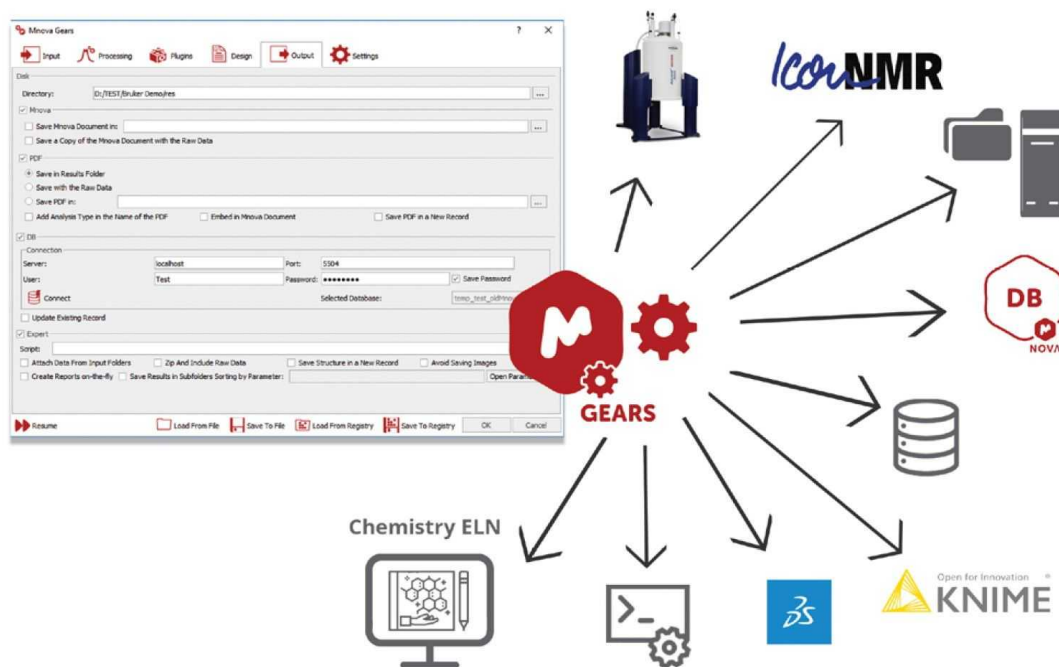 Mnova Gears
? X
Input Processing Plugins Design Output Settings
Disk
Directory: D:/TEST/Bruker Demo/res ...
Mnova
Save Mnova Document in: ...
Save a Copy of the Mnova Document with the Raw Data
PDF
Save in Results Folder
Save with the Raw Data
Save PDF in: ...
Add Analysis Type in the Name of the PDF Embed in Mnova Document Save PDF in a New Record
DB
Connection
Server: localhost Port: 5504
User: Test Password: ●●●●●●●● Save Password
Connect Selected Database:
Update Existing Record
Expert
Script:
Attach Data From Input Folders Zip And Include Raw Data Save Structure in a New Record Avoid Saving Images
Create Reports on-the-fly Save Results in Subfolders Sorting by Parameter: Open
Resume Load From File Save To File Load From Registry Save To Registry OK Cancel
IconNMR
DB
NOVA
GEARS
Chemistry ELN
>_
Open for Innovation
KNIME